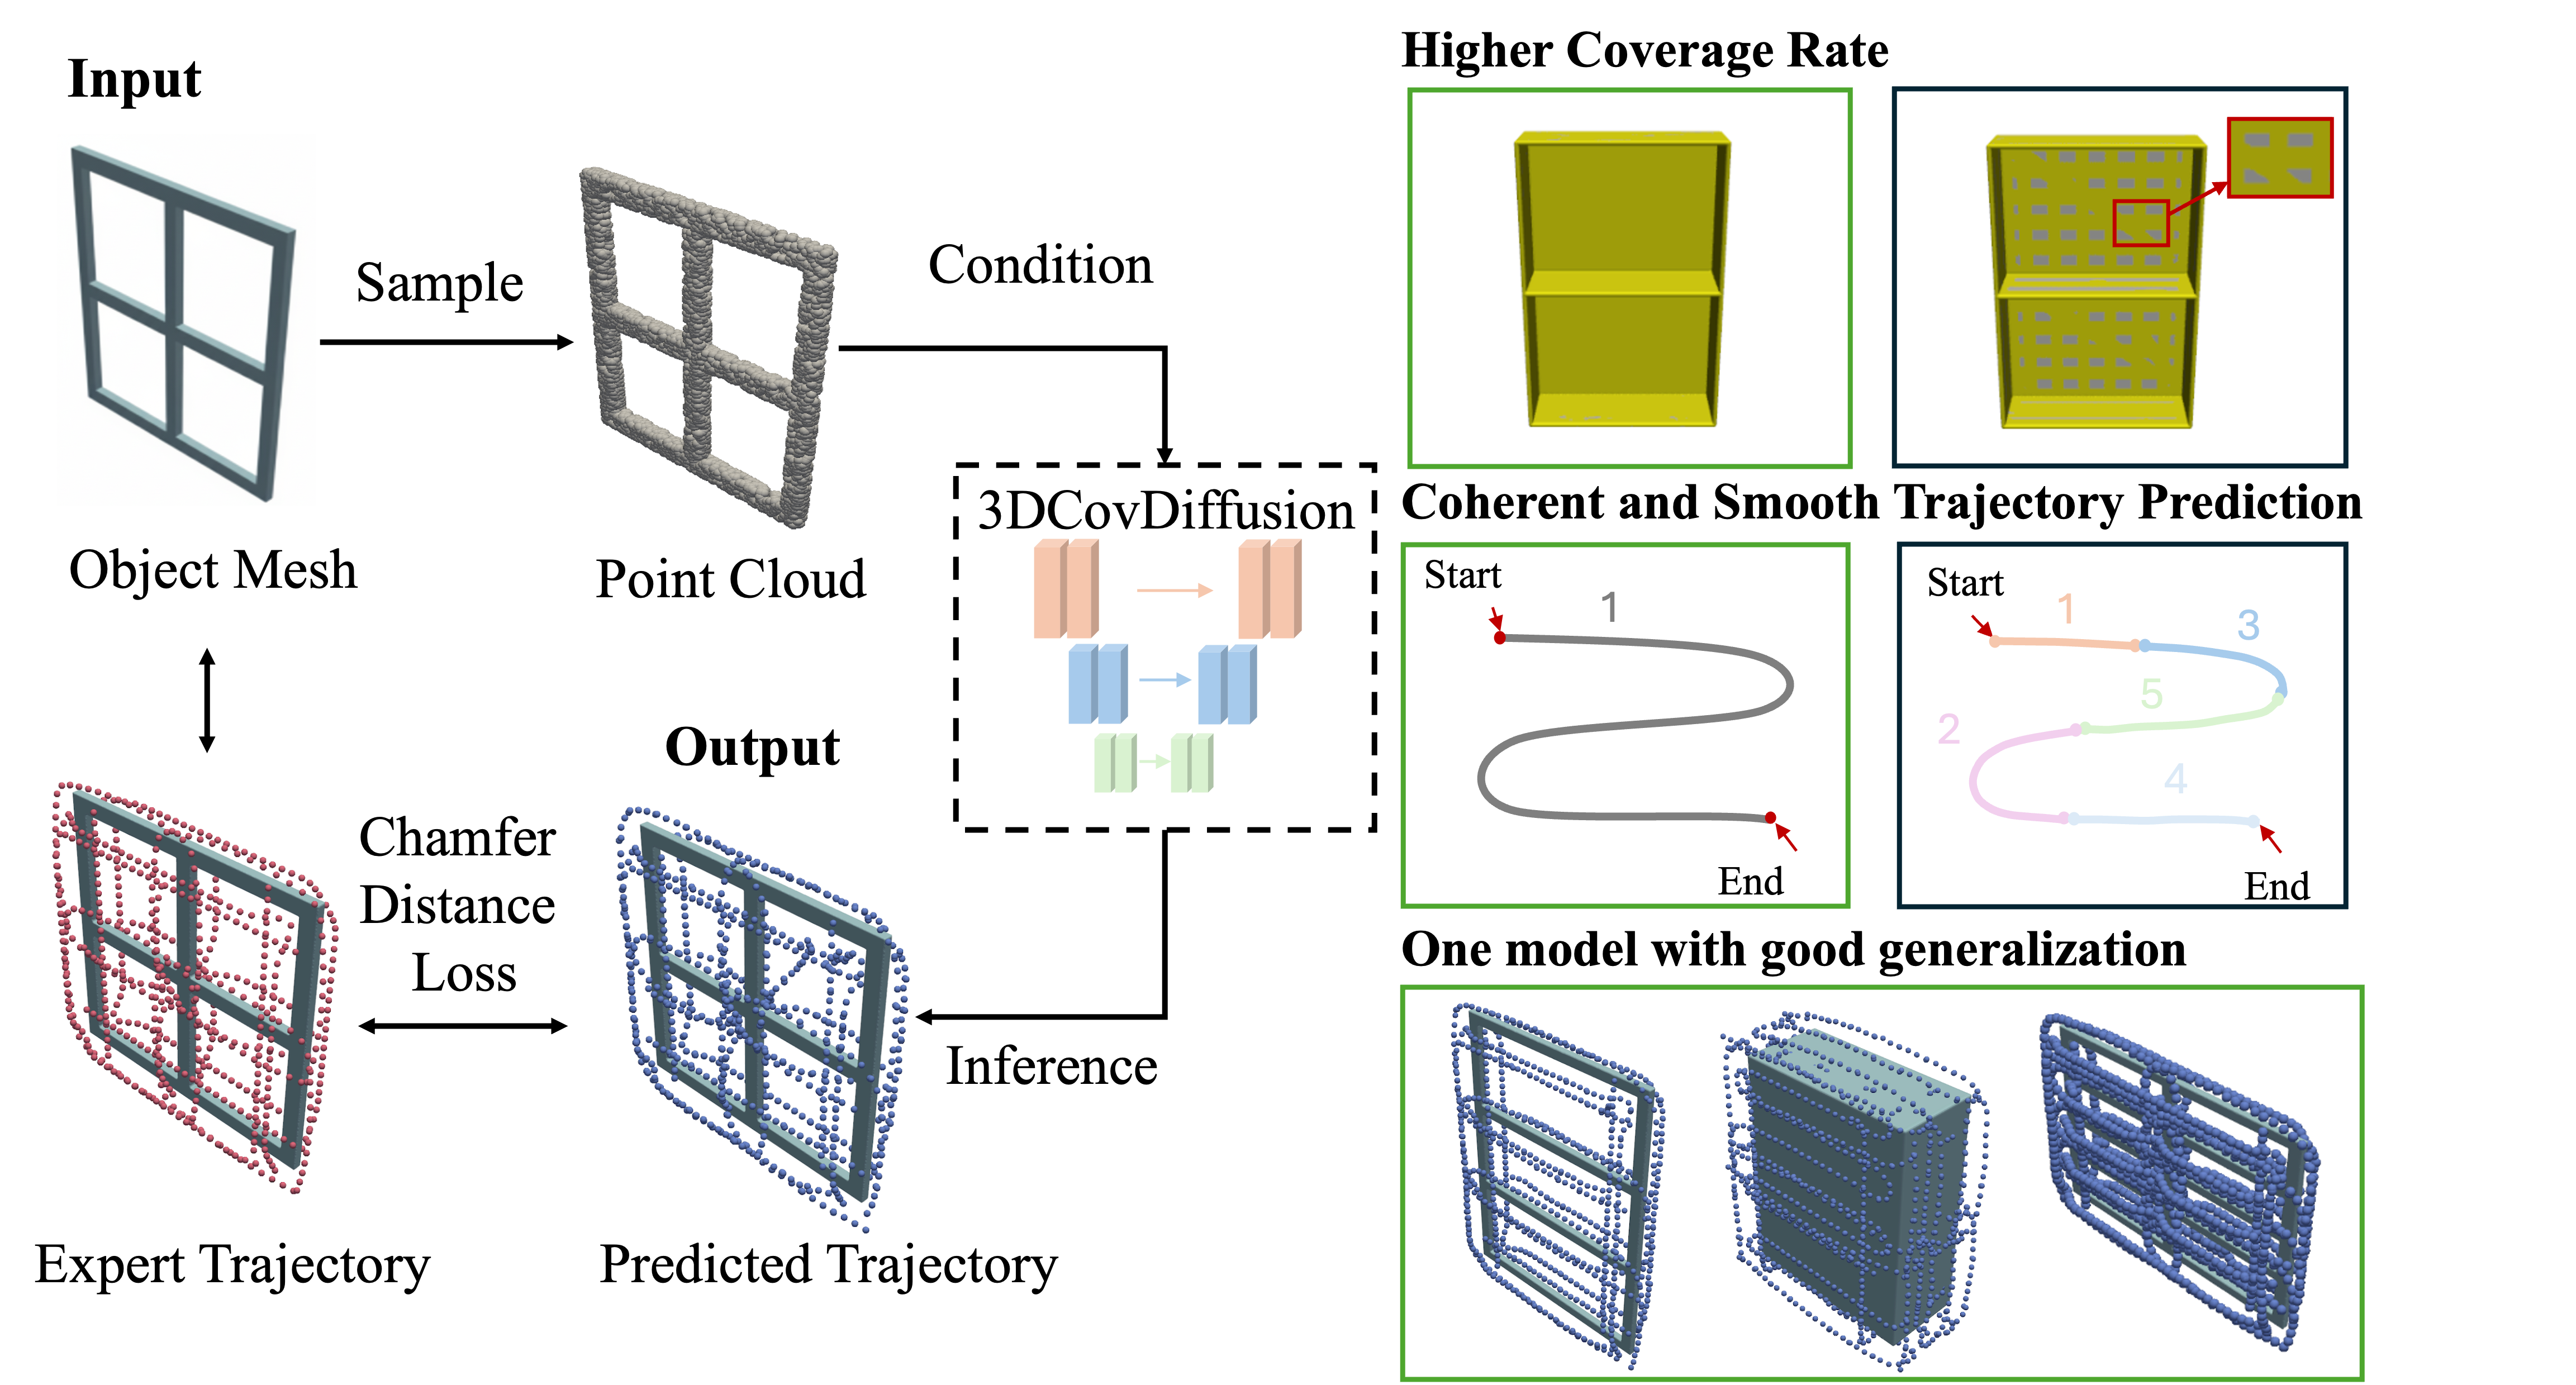 Input
Sample
Condition
Object Mesh
Point Cloud
3DCovDiffusion
Output
Chamfer
Distance
Loss
Inference
Expert Trajectory
Predicted Trajectory
Higher Coverage Rate
Coherent and Smooth Trajectory Prediction
Start
1
End
Start
1
3
5
2
4
End
One model with good generalization